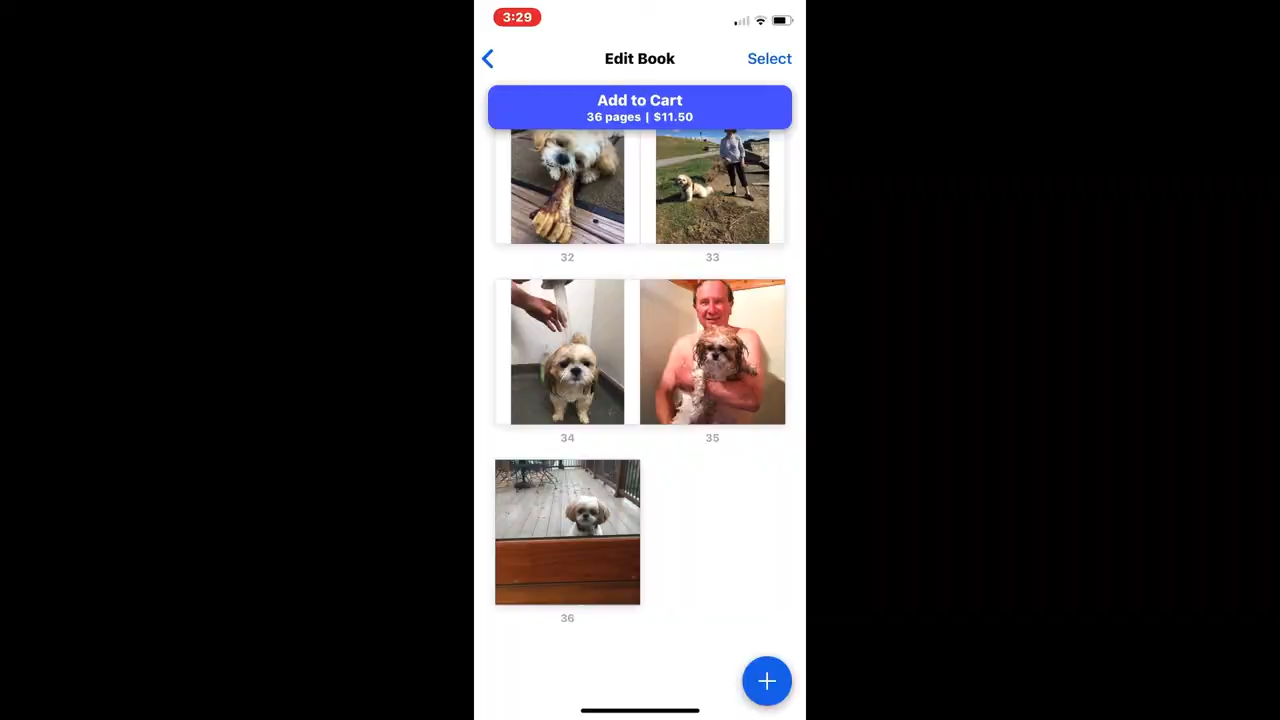 3:29
Edit Book
Select
Add to Cart
36 pages | $11.50
32
33
34
35
36